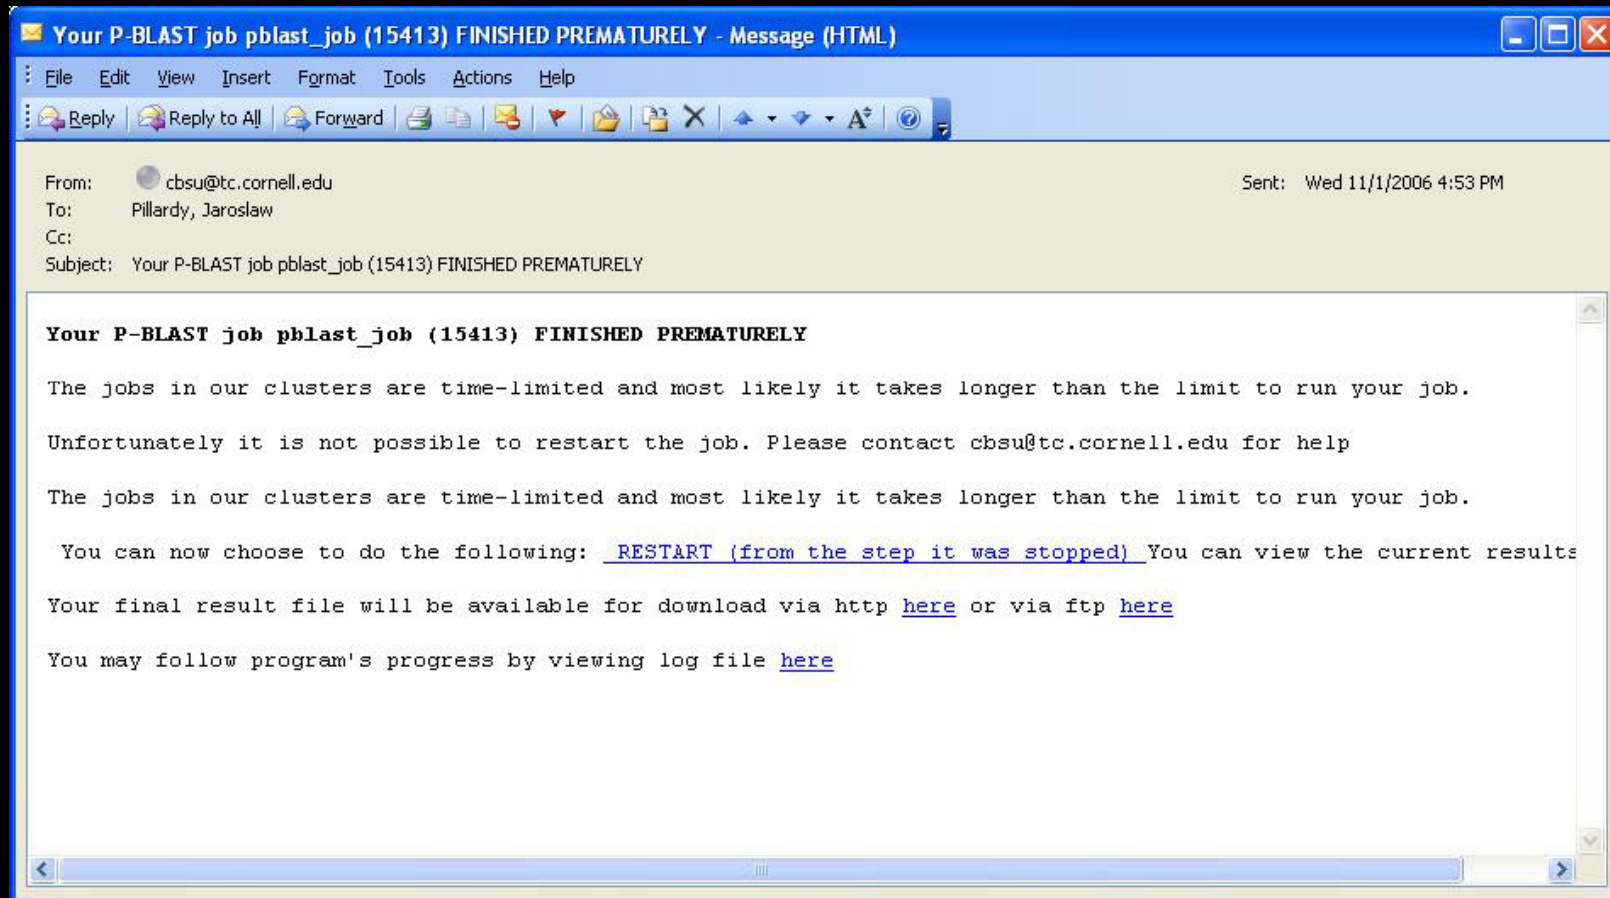 Your P-BLAST job pblast_job (15413) FINISHED PREMATURELY - Message (HTML)
File Edit View Insert Format Tools Actions Help
Reply Reply to All Forward
From: cbsu@tc.cornell.edu Sent: Wed 11/1/2006 4:53 PM
To: Pillardy, Jaroslaw
Cc:
Subject: Your P-BLAST job pblast_job (15413) FINISHED PREMATURELY
Your P-BLAST job pblast_job (15413) FINISHED PREMATURELY
The jobs in our clusters are time-limited and most likely it takes longer than the limit to run your job.
Unfortunately it is not possible to restart the job. Please contact cbsu@tc.cornell.edu for help
The jobs in our clusters are time-limited and most likely it takes longer than the limit to run your job.
You can now choose to do the following: RESTART (from the step it was stopped) You can view the current results
Your final result file will be available for download via http here or via ftp here
You may follow program's progress by viewing log file here